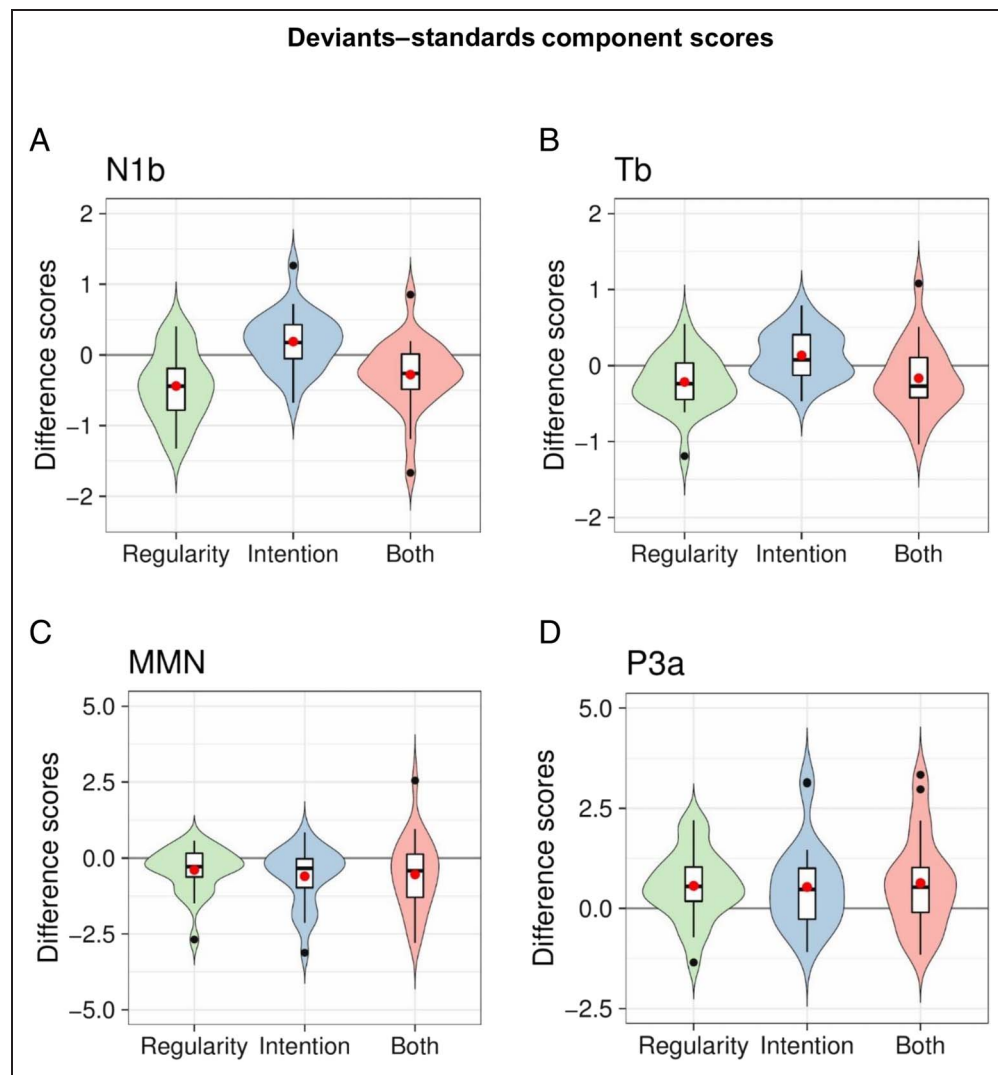 Deviants–standards component scores
A
N1b
Difference scores
2
1
0
−1
−2
Regularity Intention Both
B
Tb
Difference scores
2
1
0
−1
−2
Regularity Intention Both
C
MMN
Difference scores
5.0
2.5
0.0
−2.5
−5.0
Regularity Intention Both
D
P3a
Difference scores
5.0
2.5
0.0
−2.5
Regularity Intention Both